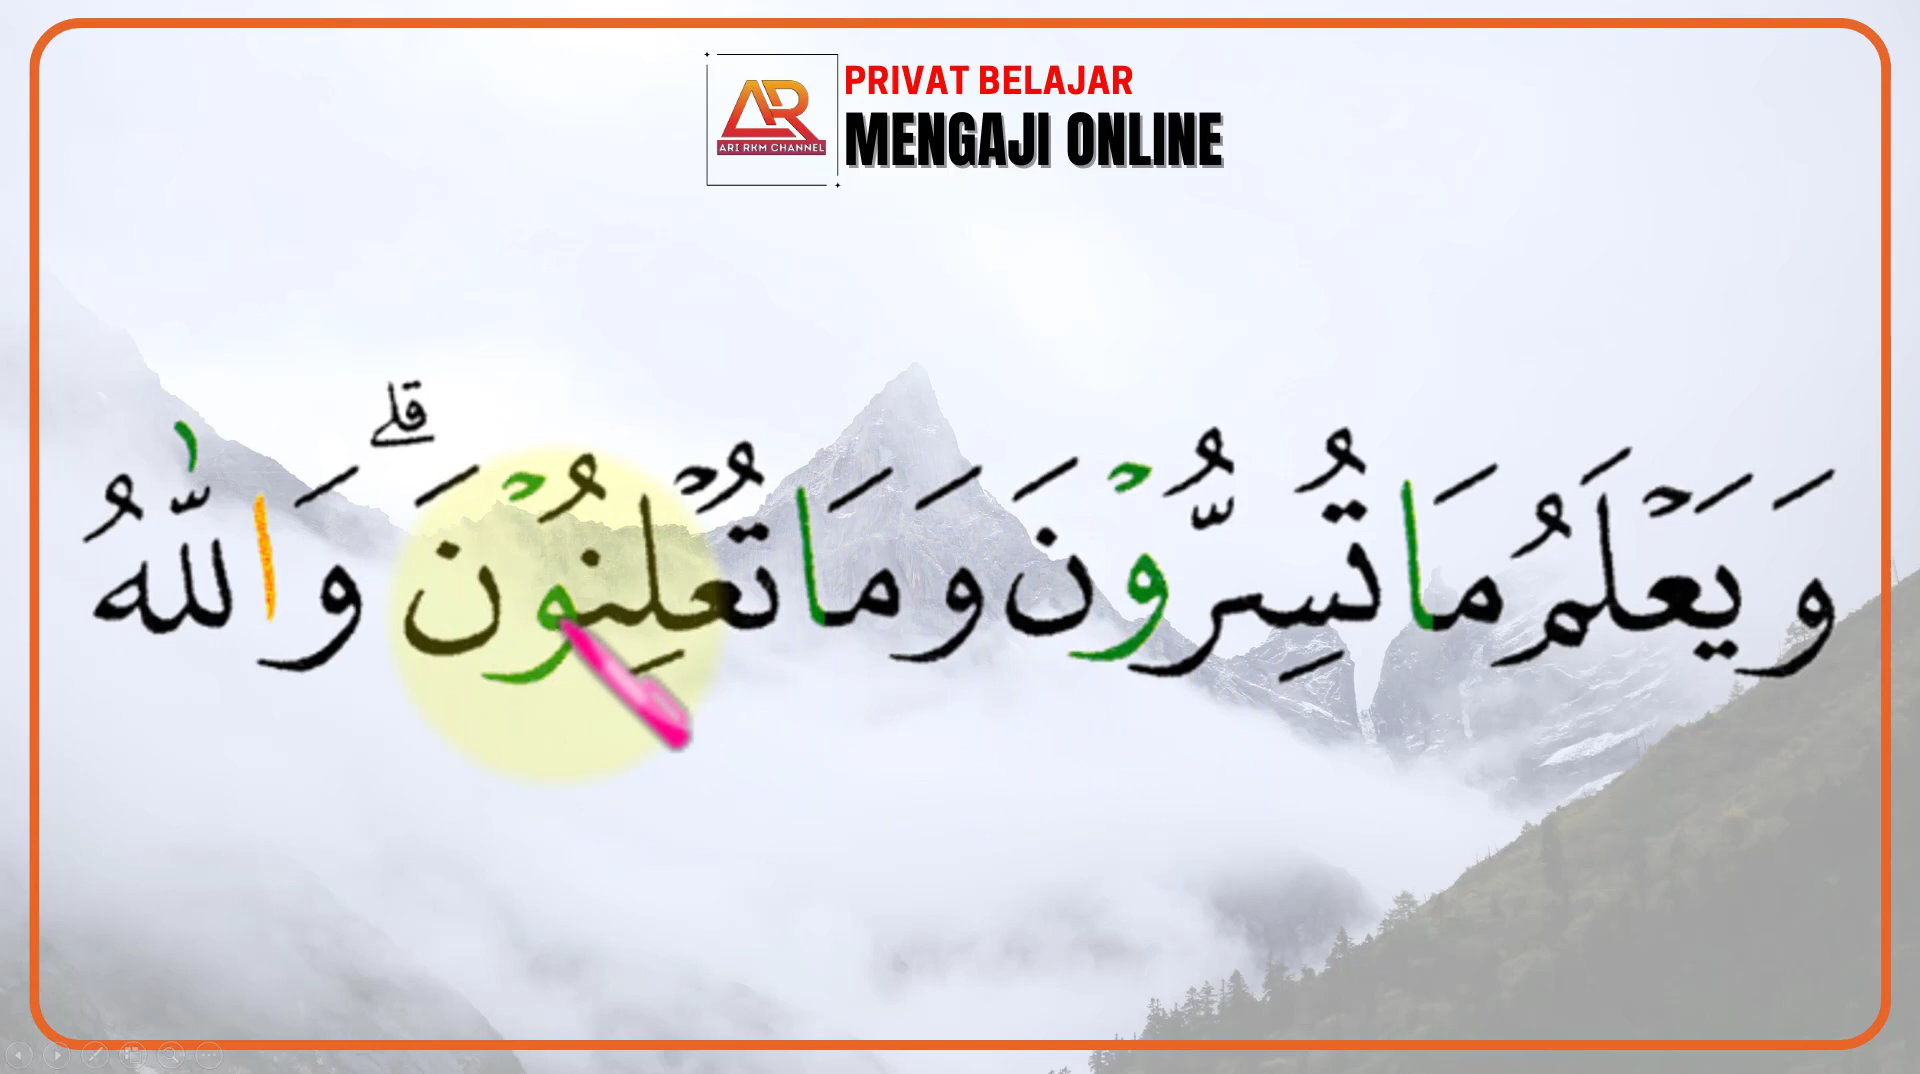 PRIVAT BELAJAR
MENGAJI ONLINE
ARI RKM CHANNEL
وَيَعْلَمُ مَا تُسِرُّوْنَ وَمَا تُعْلِنُوْنَ ۗ وَاللّٰهُ